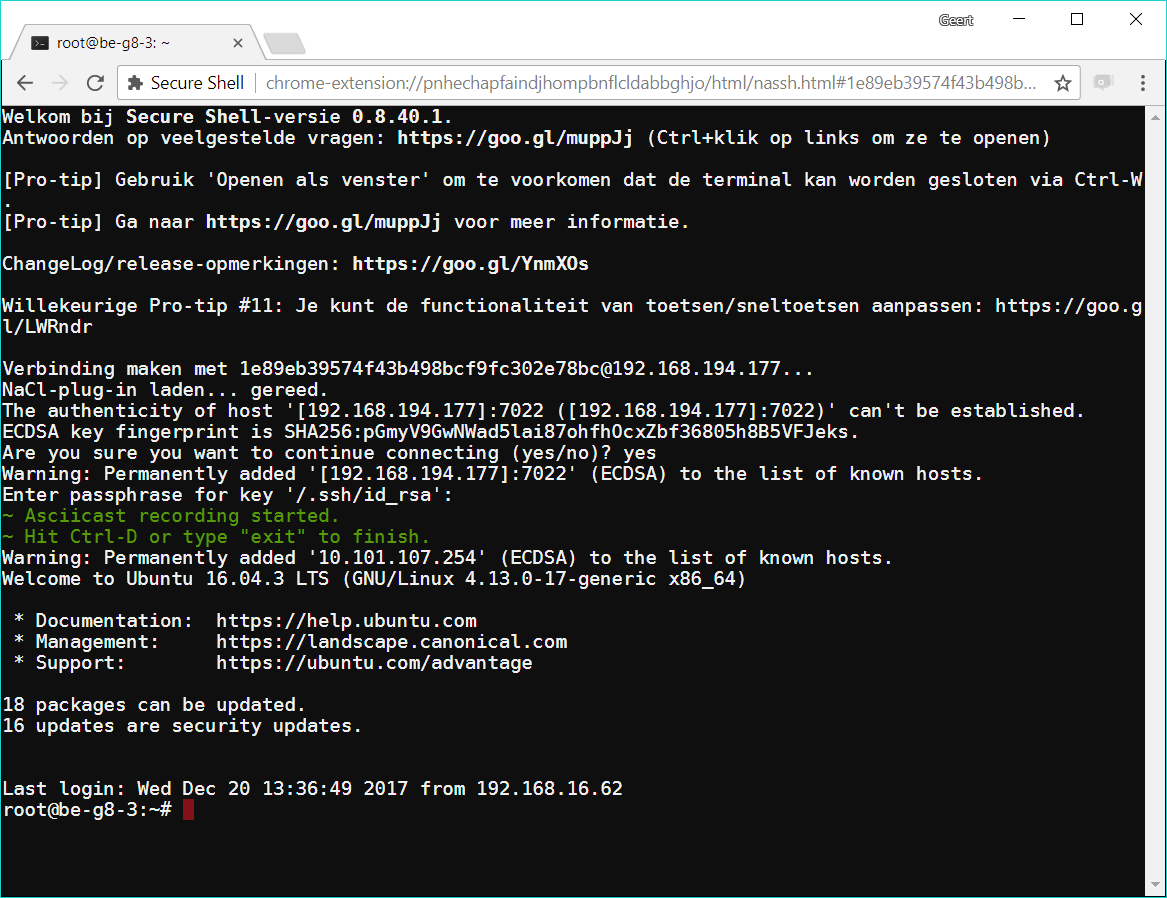 Geert
root@be-g8-3: ~
Secure Shell
chrome-extension://pnhechapfaindjhompbnflcldabbghjo/html/nassh.html#1e89eb39574f43b498b...
Welkom bij Secure Shell-versie 0.8.40.1.
Antwoorden op veelgestelde vragen: https://goo.gl/muppJj (Ctrl+klik op links om ze te openen)
[Pro-tip] Gebruik 'Openen als venster' om te voorkomen dat de terminal kan worden gesloten via Ctrl-W
.
[Pro-tip] Ga naar https://goo.gl/muppJj voor meer informatie.
ChangeLog/release-opmerkingen: https://goo.gl/YnmXOs
Willekeurige Pro-tip #11: Je kunt de functionaliteit van toetsen/sneltoetsen aanpassen: https://goo.g
l/LWRndr
Verbinding maken met 1e89eb39574f43b498bcf9fc302e78bc@192.168.194.177...
NaCl-plug-in laden... gereed.
The authenticity of host '[192.168.194.177]:7022 ([192.168.194.177]:7022)' can't be established.
ECDSA key fingerprint is SHA256:pGmyV9GwNWad5lai87ohfhOcxZbf36805h8B5VFJeks.
Are you sure you want to continue connecting (yes/no)? yes
Warning: Permanently added '[192.168.194.177]:7022' (ECDSA) to the list of known hosts.
Enter passphrase for key '/.ssh/id_rsa':
~ Asciicast recording started.
~ Hit Ctrl-D or type "exit" to finish.
Warning: Permanently added '10.101.107.254' (ECDSA) to the list of known hosts.
Welcome to Ubuntu 16.04.3 LTS (GNU/Linux 4.13.0-17-generic x86_64)
* Documentation:  https://help.ubuntu.com
* Management:     https://landscape.canonical.com
* Support:        https://ubuntu.com/advantage
18 packages can be updated.
16 updates are security updates.
Last login: Wed Dec 20 13:36:49 2017 from 192.168.16.62
root@be-g8-3:~#